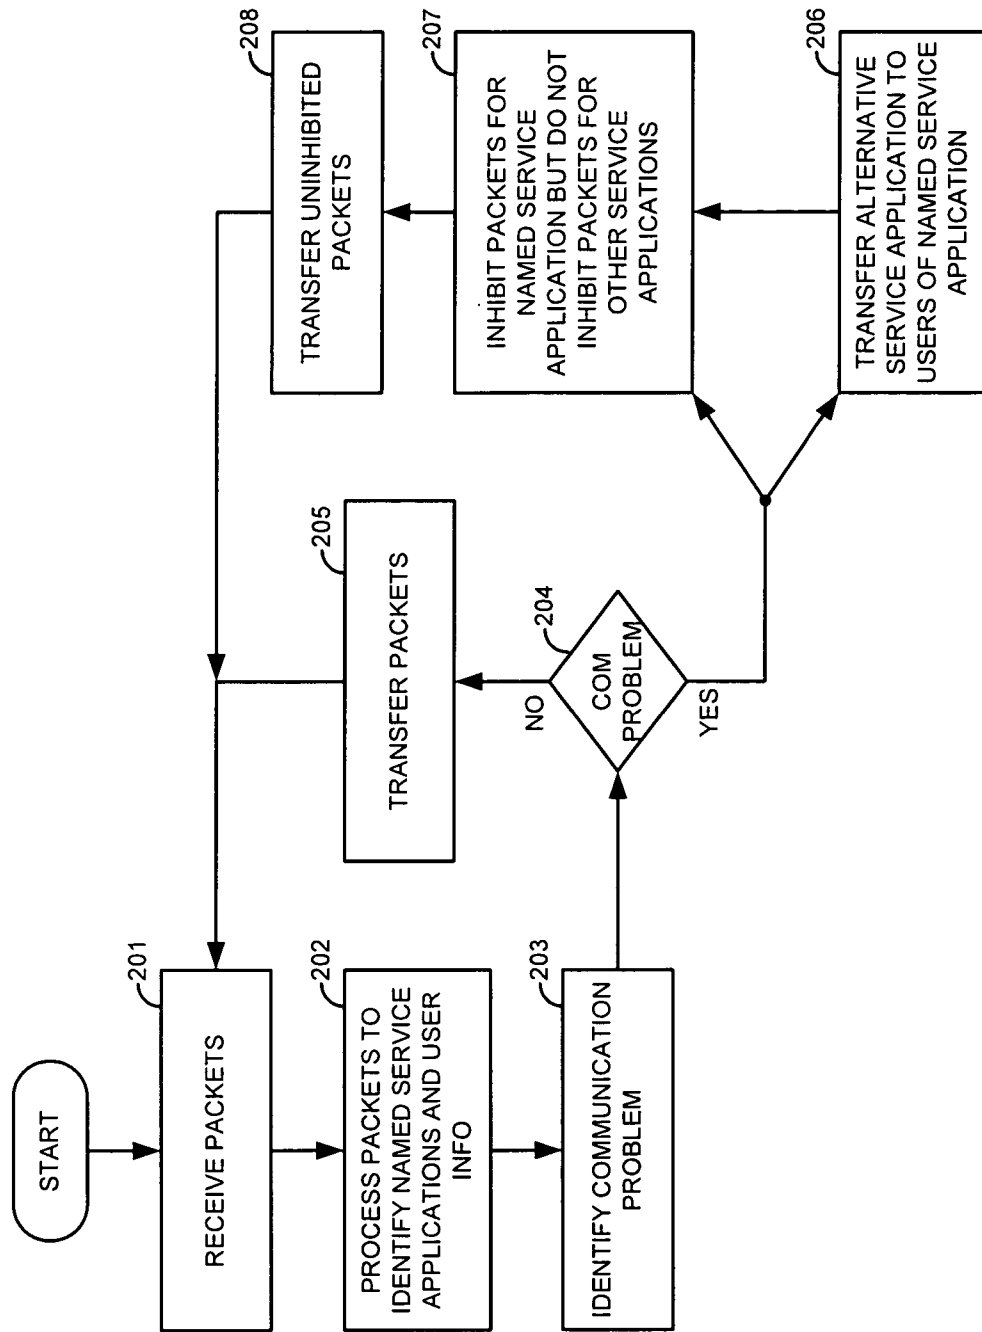 START
201
RECEIVE PACKETS
202
PROCESS PACKETS TO
IDENTIFY NAMED SERVICE
APPLICATIONS AND USER
INFO
203
IDENTIFY COMMUNICATION
PROBLEM
204
COM
PROBLEM
NO
YES
205
TRANSFER PACKETS
206
TRANSFER ALTERNATIVE
SERVICE APPLICATION TO
USERS OF NAMED SERVICE
APPLICATION
207
INHIBIT PACKETS FOR
NAMED SERVICE
APPLICATION BUT DO NOT
INHIBIT PACKETS FOR
OTHER SERVICE
APPLICATIONS
208
TRANSFER UNINHIBITED
PACKETS